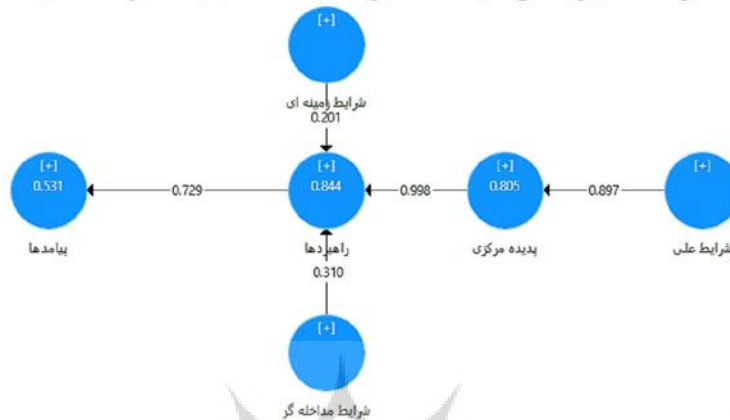 [+]
شرایط زمینه ای
0.201
[+]
0.531
پیامدها
0.729
[+]
0.844
راهبردها
0.998
[+]
0.805
پدیده مرکزی
0.897
شرایط علی
0.310
[+]
شرایط مداخله گر